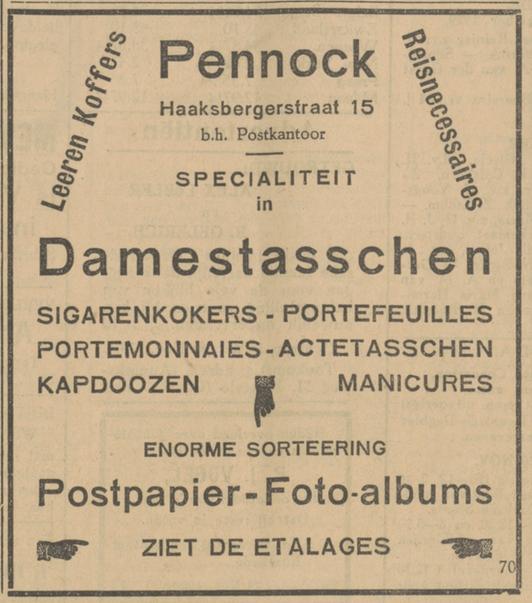 Leeren Koffers
Pennock
Reisnecessaires
Haaksbergerstraat 15
b.h. Postkantoor
SPECIALITEIT
in
Damestasschen
SIGARENKOKERS - PORTEFEUILLES
PORTEMONNAIES - ACTETASSCHEN
KAPDOOZEN MANICURES
ENORME SORTEERING
Postpapier - Foto-albums
ZIET DE ETALAGES
70